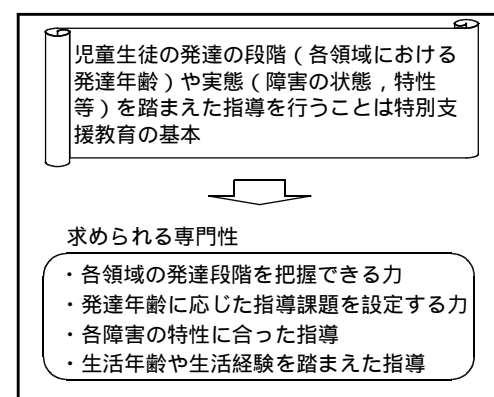 児童生徒の発達の段階（各領域における
発達年齢）や実態（障害の状態，特性
等）を踏まえた指導を行うことは特別支
援教育の基本
求められる専門性
・各領域の発達段階を把握できる力
・発達年齢に応じた指導課題を設定する力
・各障害の特性に合った指導
・生活年齢や生活経験を踏まえた指導